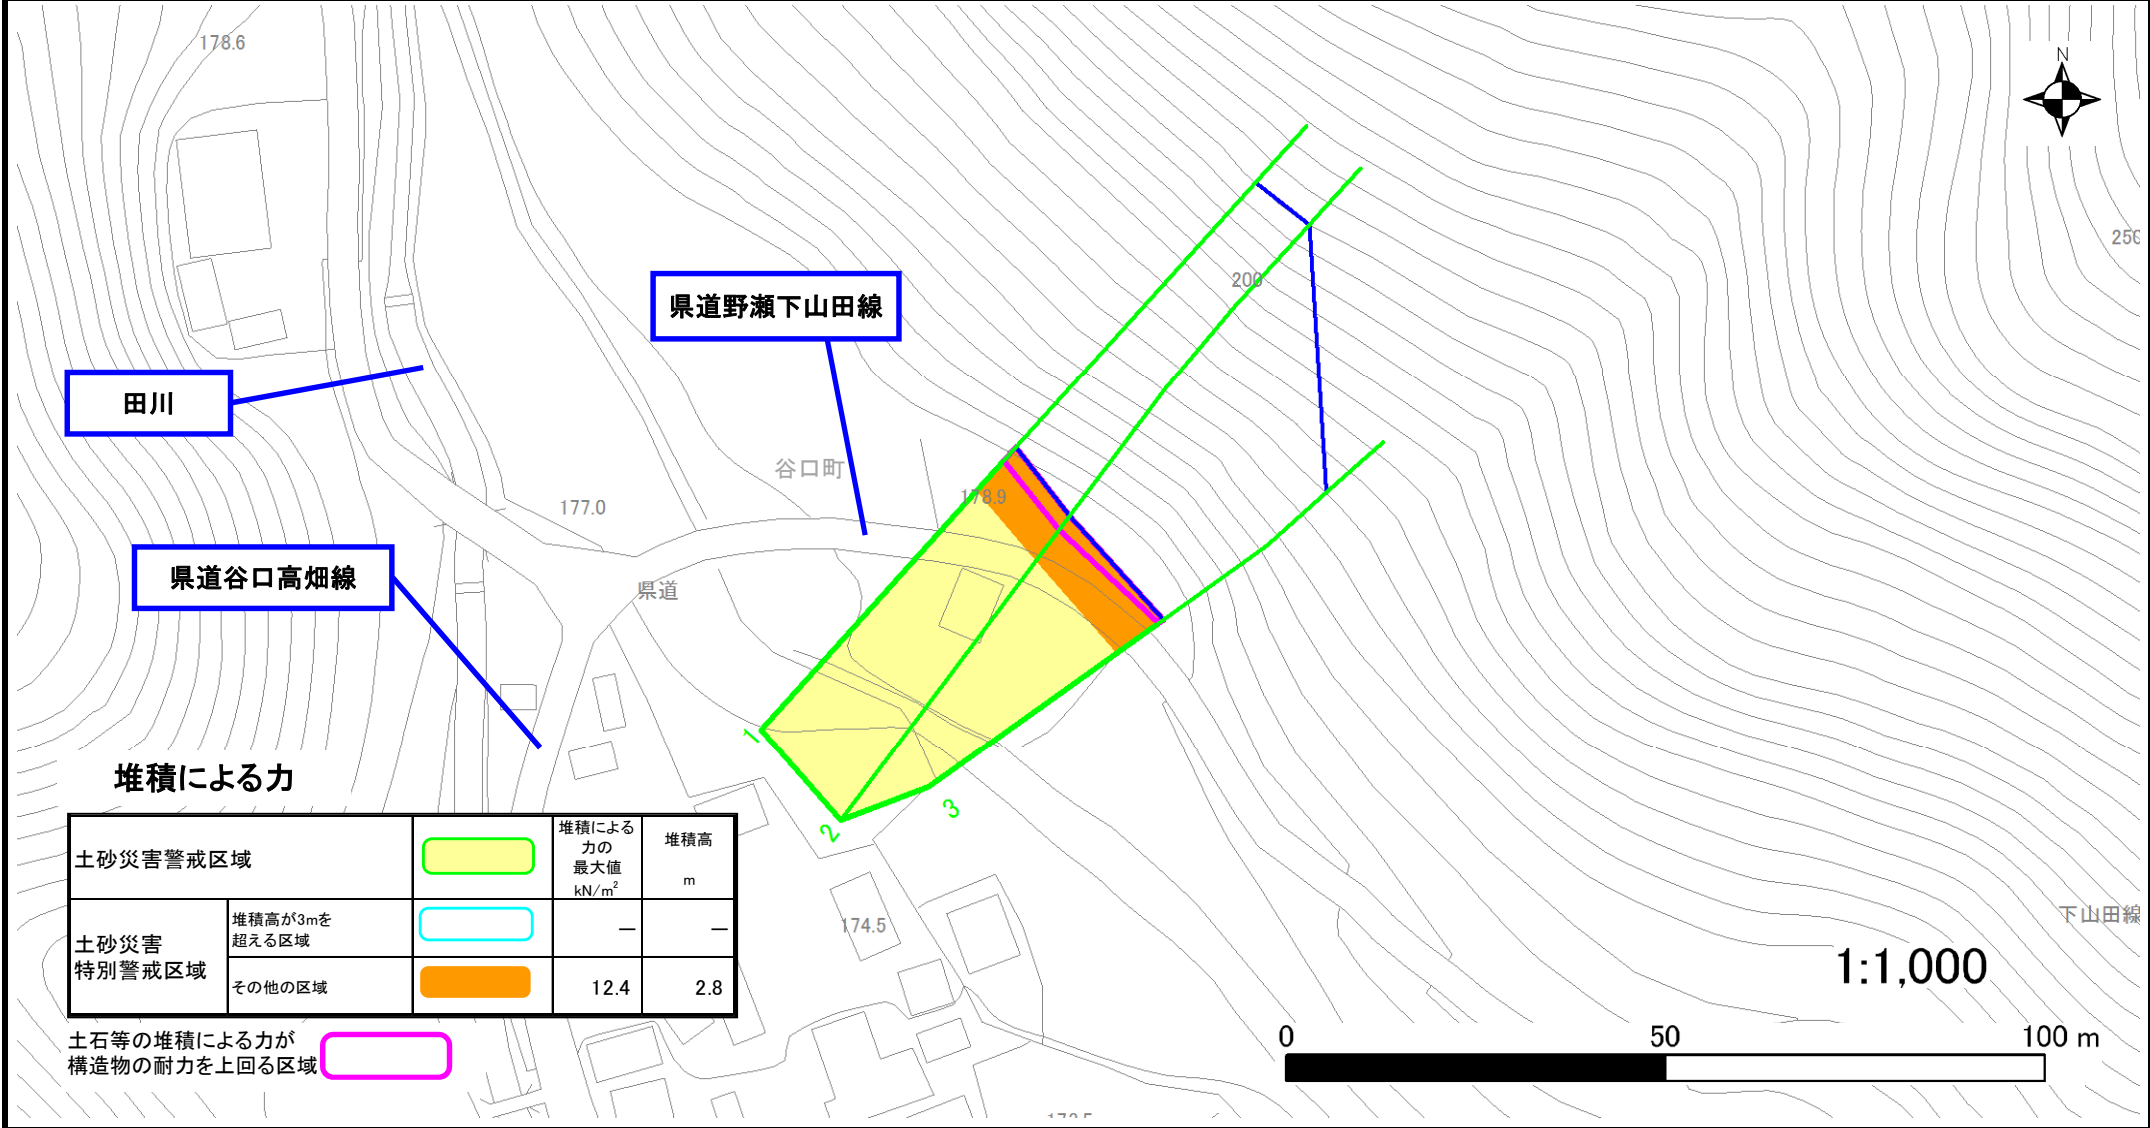 178.6
N
250
200
県道野瀬下山田線
田川
谷口町
178.9
177.0
県道谷口高畑線
県道
1
2
3
堆積による力
土砂災害警戒区域
堆積による
力の
最大値
kN/m²
堆積高
m
土砂災害
特別警戒区域
堆積高が3mを
超える区域
—
—
その他の区域
12.4
2.8
土石等の堆積による力が
構造物の耐力を上回る区域
174.5
下山田線
1:1,000
0
50
100 m